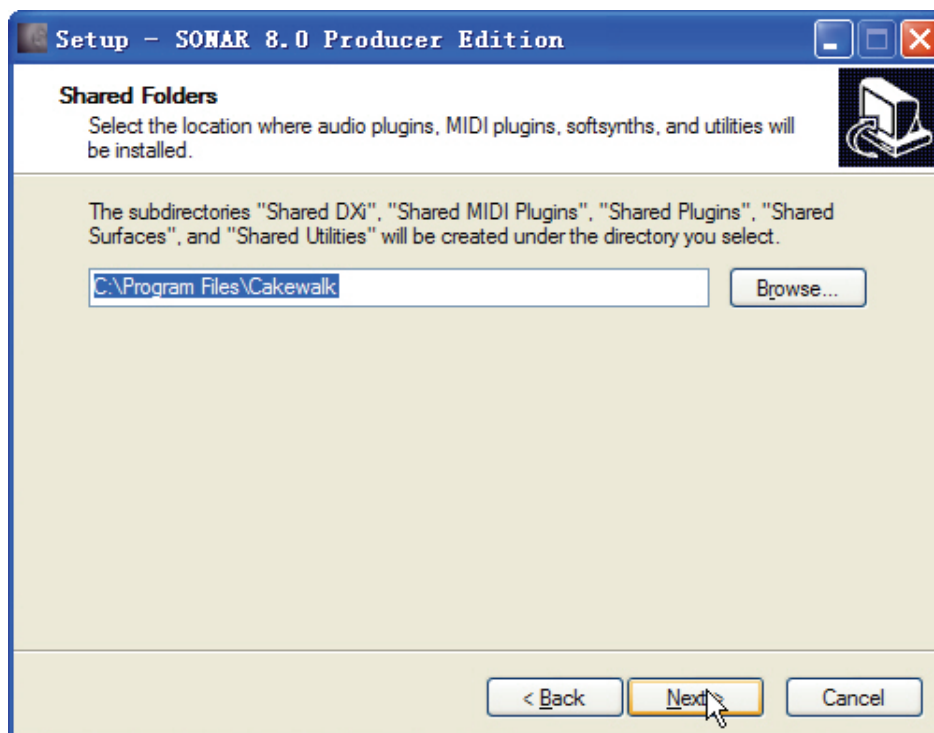 Setup - SONAR 8.0 Producer Edition
Shared Folders
Select the location where audio plugins, MIDI plugins, softsynths, and utilities will
be installed.
The subdirectories "Shared DXi", "Shared MIDI Plugins", "Shared Plugins", "Shared
Surfaces", and "Shared Utilities" will be created under the directory you select.
C:\Program Files\Cakewalk
Browse...
< Back
Next >
Cancel